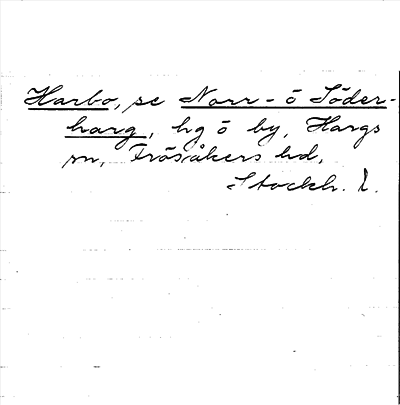 Harbo, se Norr- ö Söder-
harg, hg ö by, Hargs
sn, Frösåkers hd,
Stockh. l.